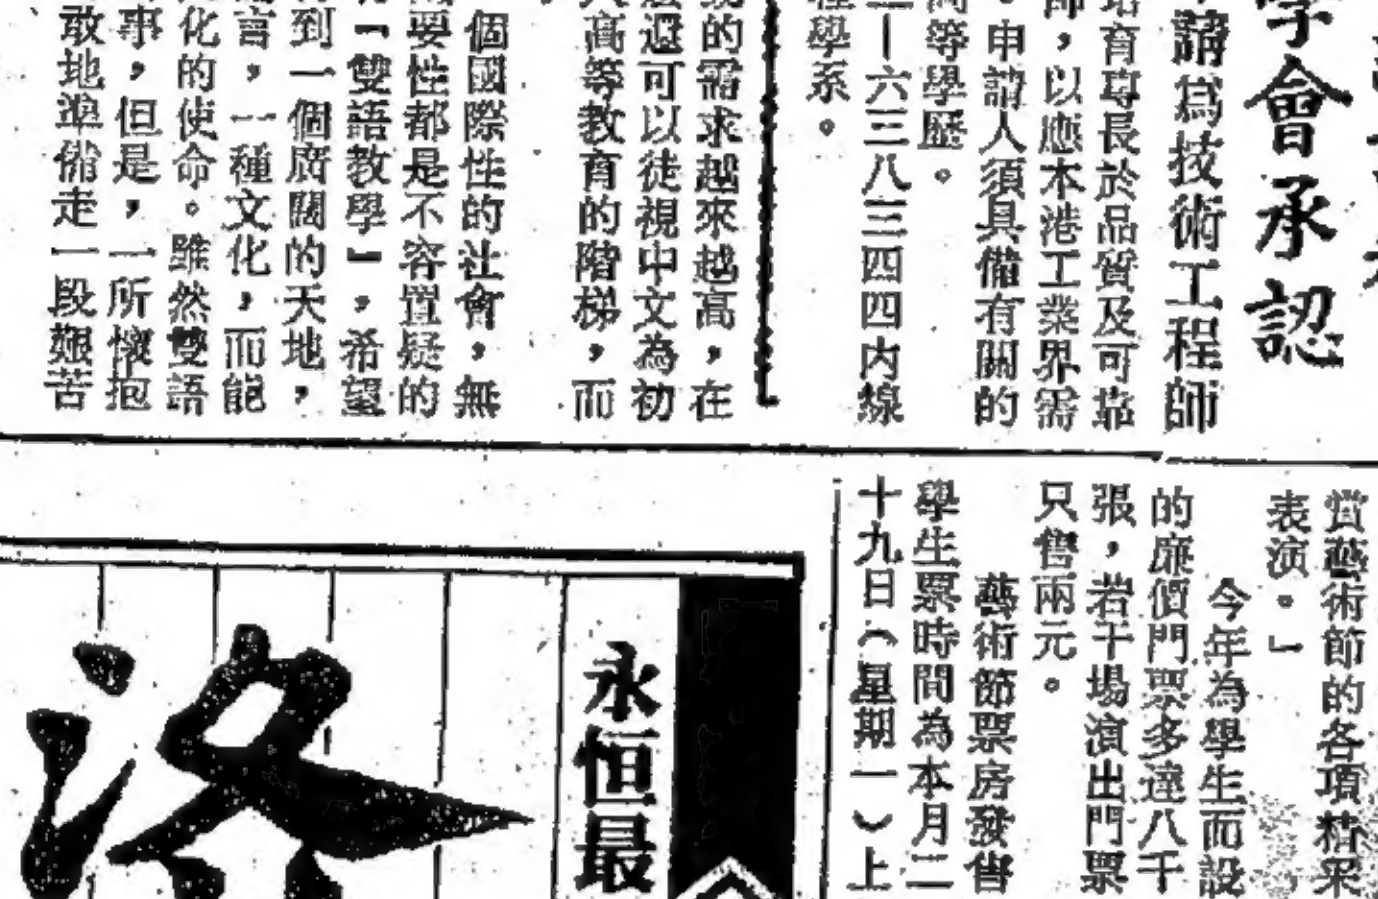 學會承認
請為技術工程師
培育專長於品質及可靠
師，以應本港工業界需
。申請人須具備有關的
高等學歷。
二一六三八三四四內線
程學系。
的需求越來越高，在
還可以徒視中文為初
高等教育的階梯，而
個國際性的社會，無
要性都是不容置疑的
『雙語教學』，希望
到一個廣闊的天地，
言，一種文化，而能
化的使命。雖然雙語
事，但是，一所懷抱
敢地準備走一段艱苦
賞藝術節的各項精采
表演。」
今年為學生而設
的廉價門票多達八千
張，若干場演出門票
只售兩元。
藝術節票房發售
學生票時間為本月二
十九日（星期一）上
永恒最